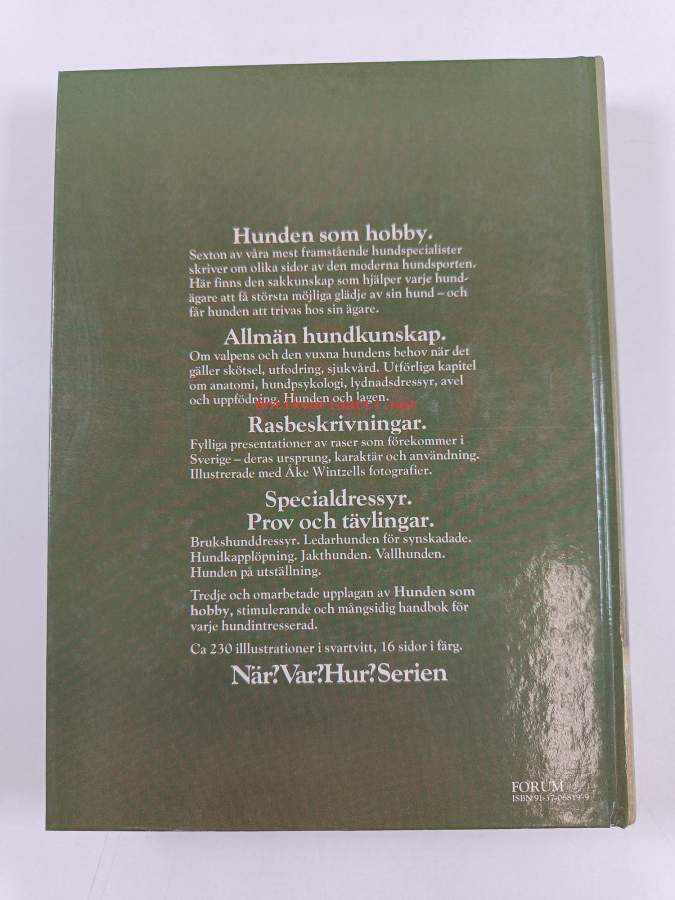 Hunden som hobby.
Sexton av våra mest framstående hundspecialister
skriver om olika sidor av den moderna hundsporten.
Här finns den sakkunskap som hjälper varje hund-
ägare att få största möjliga glädje av sin hund – och
får hunden att trivas hos sin ägare.
Allmän hundkunskap.
Om valpens och den vuxna hundens behov när det
gäller skötsel, utfodring, sjukvård. Utförliga kapitel
om anatomi, hundpsykologi, lydnadsdressyr, avel
och uppfödning. Hunden och lagen.
Rasbeskrivningar.
Fylliga presentationer av raser som förekommer i
Sverige – deras ursprung, karaktär och användning.
Illustrerade med Åke Wintzells fotografier.
Specialdressyr.
Prov och tävlingar.
Brukshunddressyr. Ledarhunden för synskadade.
Hundkapplöpning. Jakthunden. Vallhunden.
Hunden på utställning.
Tredje och omarbetade upplagan av Hunden som
hobby, stimulerande och mångsidig handbok för
varje hundintresserad.
Ca 230 illlustrationer i svartvitt, 16 sidor i färg.
När?Var?Hur?Serien
FORUM
ISBN 91-37-06819-9